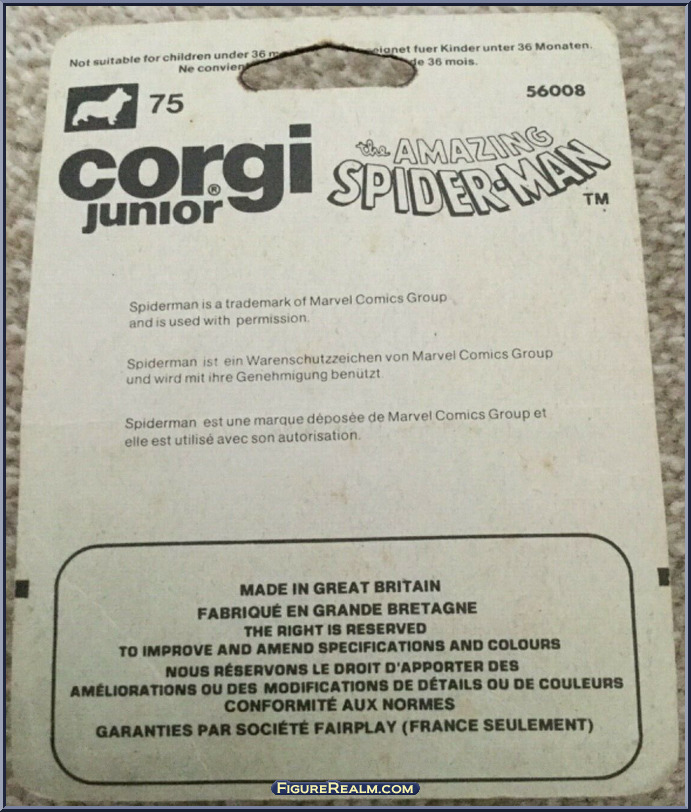 Not suitable for children under 36 eignet fuer Kinder unter 36 Monaten.
Ne convient de 36 mois.
75
56008
corgi®
junior
the AMAZING
SPIDER-MAN
TM
Spiderman is a trademark of Marvel Comics Group
and is used with permission.
Spiderman ist ein Warenschutzzeichen von Marvel Comics Group
und wird mit ihre Genehmigung benützt
Spiderman est une marque déposée de Marvel Comics Group et
elle est utilisé avec son autorisation.
MADE IN GREAT BRITAIN
FABRIQUÉ EN GRANDE BRETAGNE
THE RIGHT IS RESERVED
TO IMPROVE AND AMEND SPECIFICATIONS AND COLOURS
NOUS RÉSERVONS LE DROIT D'APPORTER DES
AMÉLIORATIONS OU DES MODIFICATIONS DE DÉTAILS OU DE COULEURS
CONFORMITÉ AUX NORMES
GARANTIES PAR SOCIÉTÉ FAIRPLAY (FRANCE SEULEMENT)
FIGUREREALM.COM